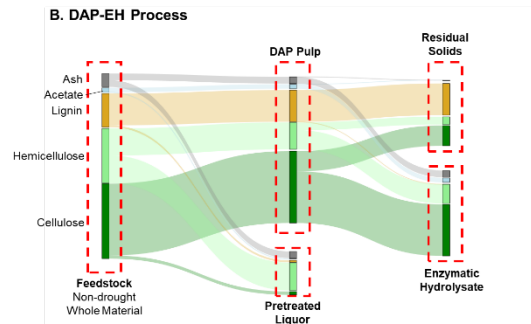 B. DAP-EH Process
DAP Pulp
Residual
Solids
Ash
Acetate
Lignin
Hemicellulose
Cellulose
Feedstock
Non-drought
Whole Material
Pretreated
Liquor
Enzymatic
Hydrolysate